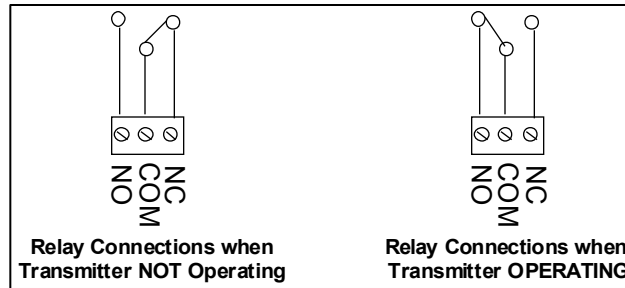 NO COM NC
Relay Connections when
Transmitter NOT Operating
NO COM NC
Relay Connections when
Transmitter OPERATING